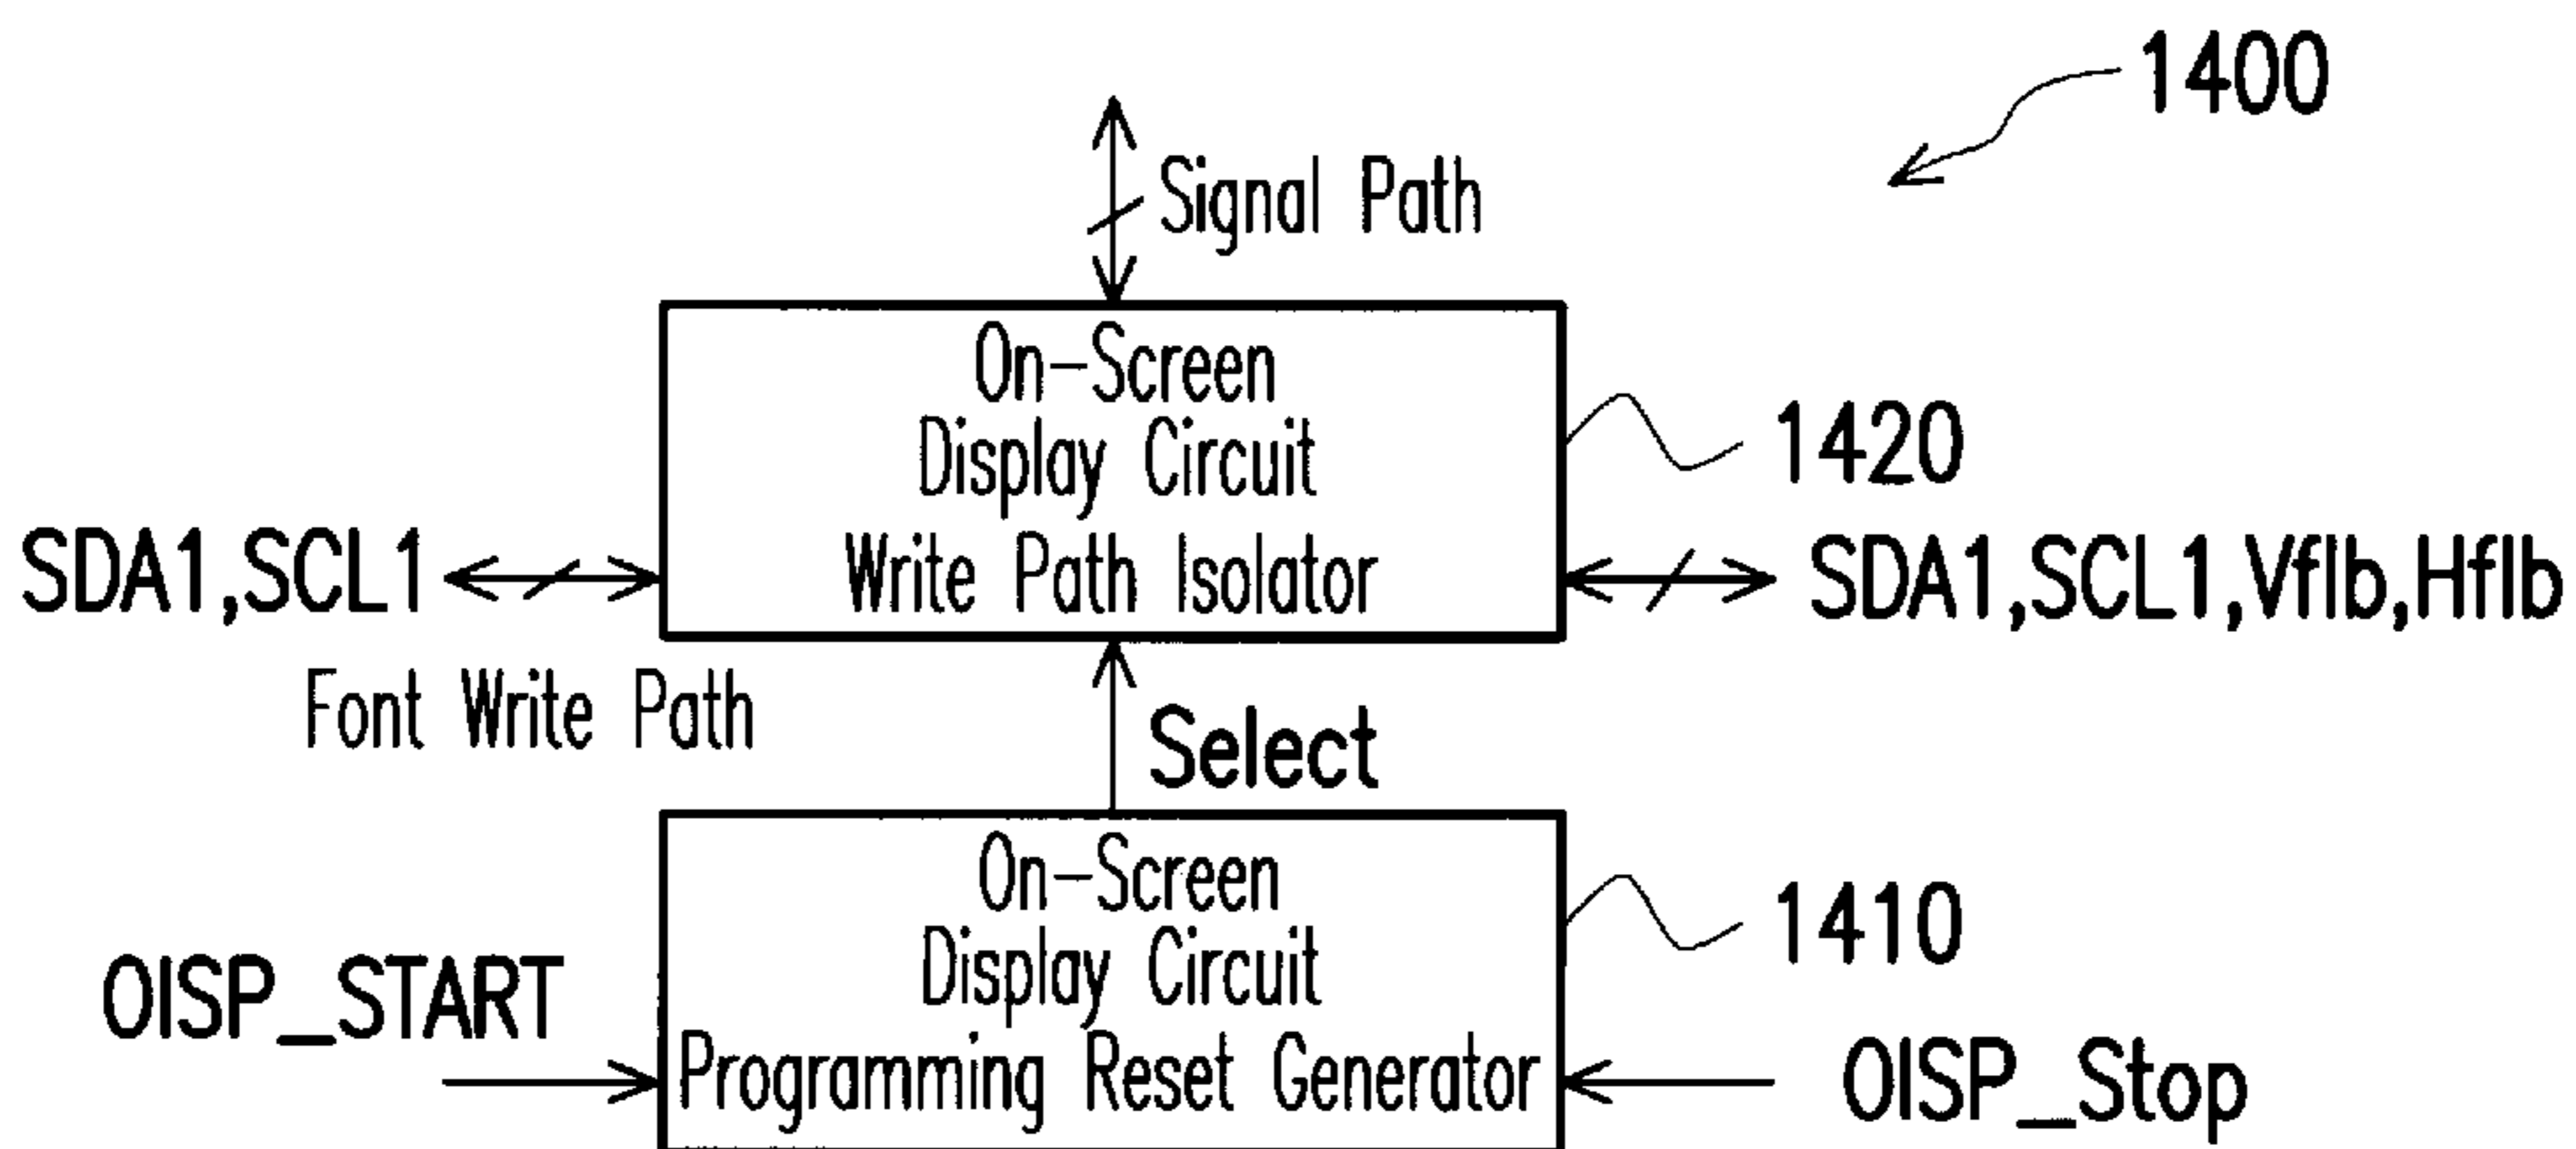 1400
Signal Path
On-Screen
Display Circuit
Write Path Isolator
1420
SDA1,SCL1
SDA1,SCL1,Vflb,Hflb
Font Write Path
Select
On-Screen
Display Circuit
Programming Reset Generator
1410
OISP_START
OISP_Stop